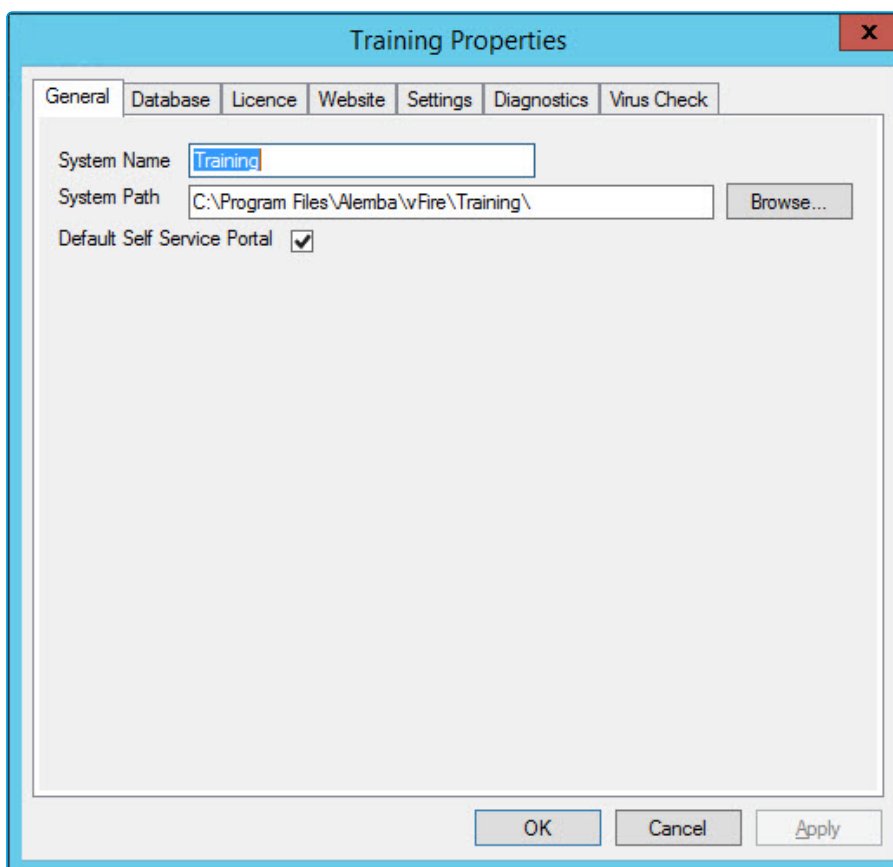 Training Properties
x
General Database Licence Website Settings Diagnostics Virus Check
System Name Training
System Path C:\Program Files\Alemba\vFire\Training\ Browse...
Default Self Service Portal
OK Cancel Apply